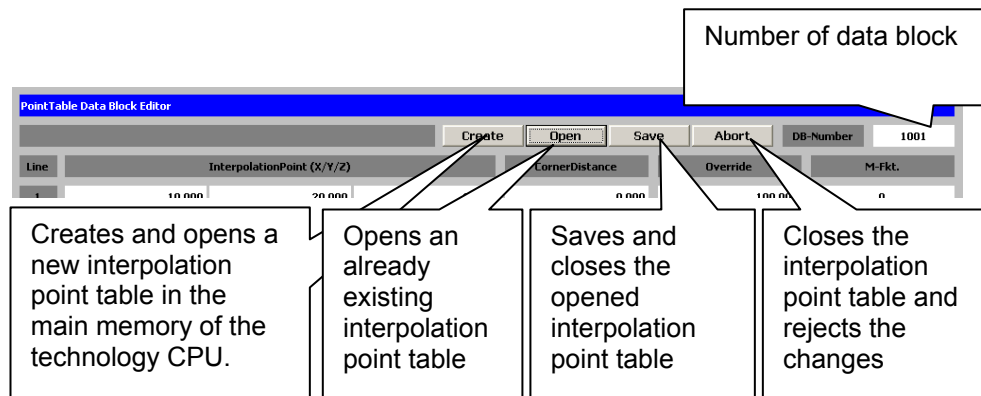 Number of data block
PointTable Data Block Editor
Create Open Save Abort DB-Number 1001
Line InterpolationPoint (X/Y/Z) CornerDistance Override M-Fkt.
1 10.000 20.000 0.000 100.00 0
Creates and opens a
new interpolation
point table in the
main memory of the
technology CPU.
Opens an
already
existing
interpolation
point table
Saves and
closes the
opened
interpolation
point table
Closes the
interpolation
point table and
rejects the
changes